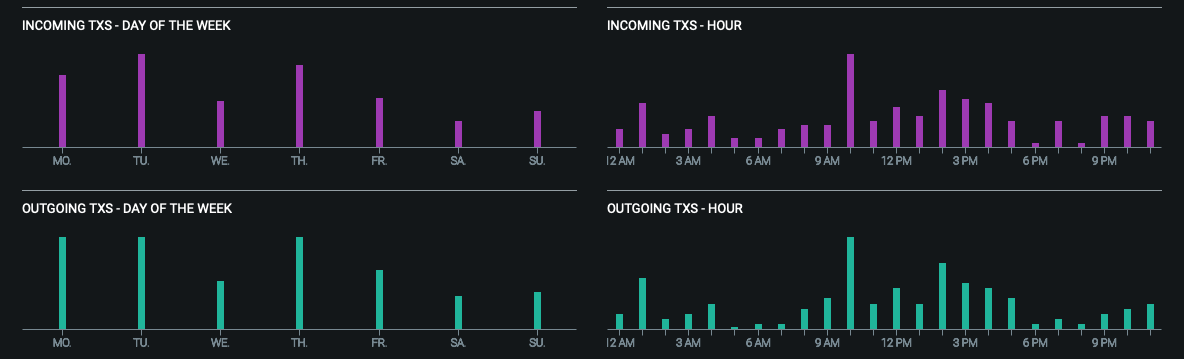 INCOMING TXS - DAY OF THE WEEK
MO. TU. WE. TH. FR. SA. SU.
INCOMING TXS - HOUR
12 AM 3 AM 6 AM 9 AM 12 PM 3 PM 6 PM 9 PM
OUTGOING TXS - DAY OF THE WEEK
MO. TU. WE. TH. FR. SA. SU.
OUTGOING TXS - HOUR
12 AM 3 AM 6 AM 9 AM 12 PM 3 PM 6 PM 9 PM